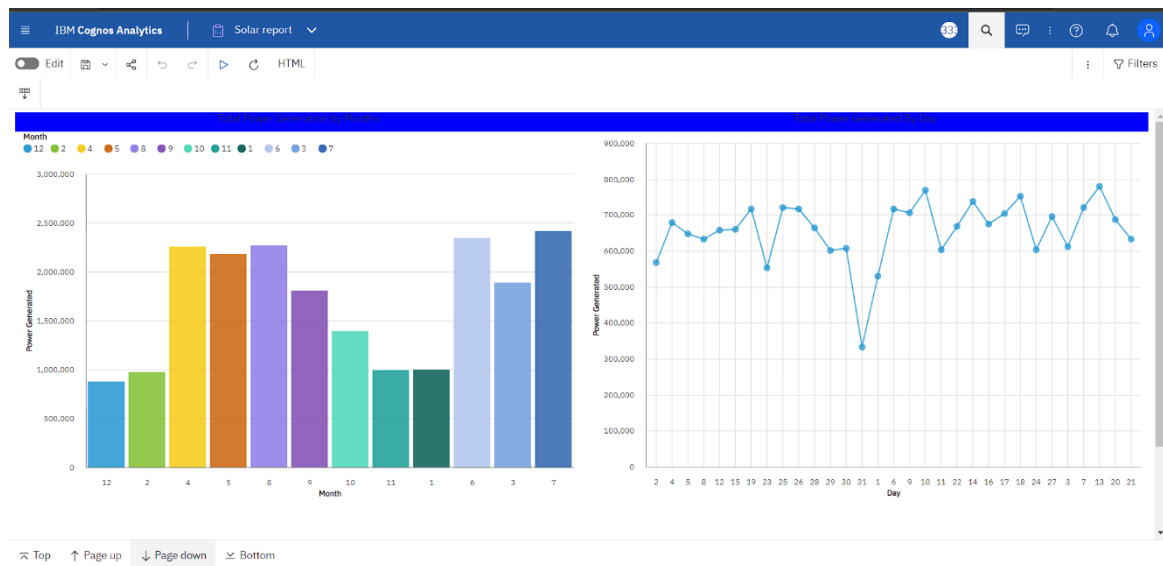 IBM Cognos Analytics
Solar report
333
Edit
HTML
Filters
Total Power Generation by Months
Month
12 2 4 5 8 9 10 11 1 6 3 7
3,000,000
2,500,000
2,000,000
1,500,000
1,000,000
500,000
0
Power Generated
12 2 4 5 8 9 10 11 1 6 3 7
Month
Total Power Generated By Day
900,000
800,000
700,000
600,000
500,000
400,000
300,000
200,000
100,000
0
Power Generated
2 4 5 8 12 15 19 23 25 26 28 29 30 31 1 6 9 10 11 22 14 16 17 18 24 27 3 7 13 20 21
Day
Top Page up Page down Bottom